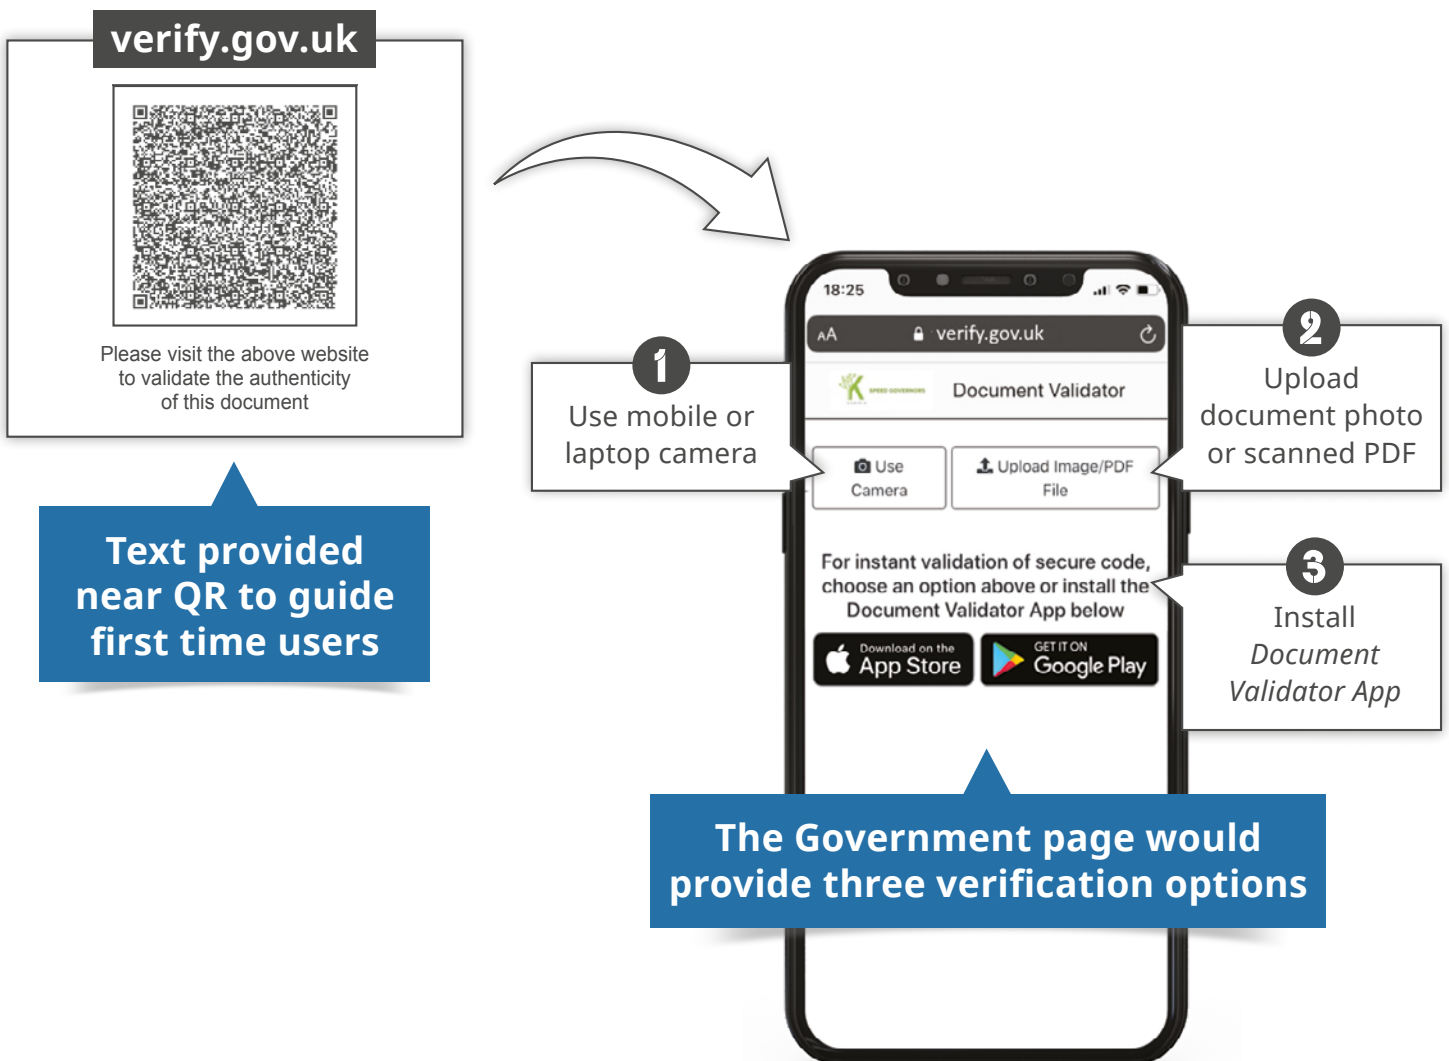 verify.gov.uk
Please visit the above website
to validate the authenticity
of this document
Text provided
near QR to guide
first time users
18:25
AA
verify.gov.uk
SPEED GOVERNORS
Document Validator
1
Use mobile or
laptop camera
Use
Camera
Upload Image/PDF
File
2
Upload
document photo
or scanned PDF
For instant validation of secure code,
choose an option above or install the
Document Validator App below
Download on the
App Store
GET IT ON
Google Play
3
Install
Document
Validator App
The Government page would
provide three verification options